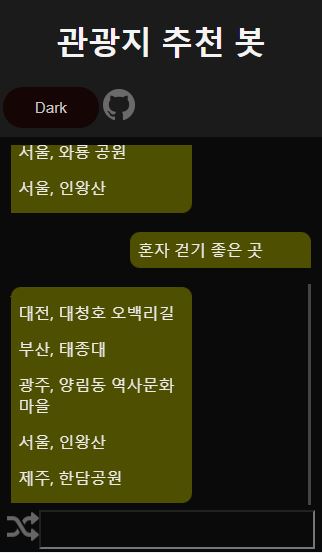 관광지 추천 봇
Dark
서울, 와룡 공원
서울, 인왕산
혼자 걷기 좋은 곳
대전, 대청호 오백리길
부산, 태종대
광주, 양림동 역사문화
마을
서울, 인왕산
제주, 한담공원